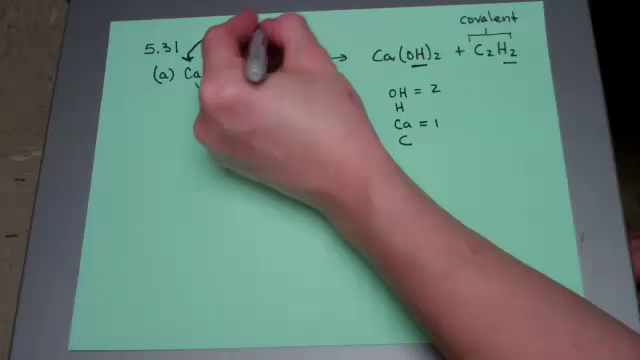 covalent
5.31
(a) Ca → Ca(OH)2 + C2H2
OH = 2
H
Ca = 1
C